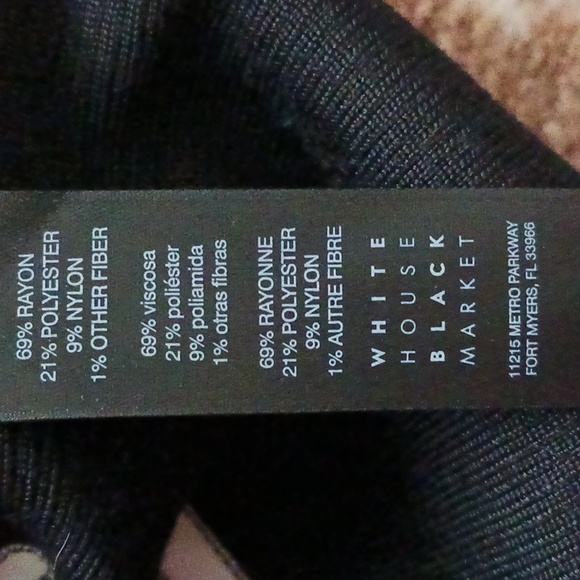 69% RAYON
21% POLYESTER
9% NYLON
1% OTHER FIBER
69% viscosa
21% poliéster
9% poliamida
1% otras fibras
69% RAYONNE
21% POLYESTER
9% NYLON
1% AUTRE FIBRE
WHITE
HOUSE
BLACK
MARKET
11215 METRO PARKWAY
FORT MYERS, FL 33966